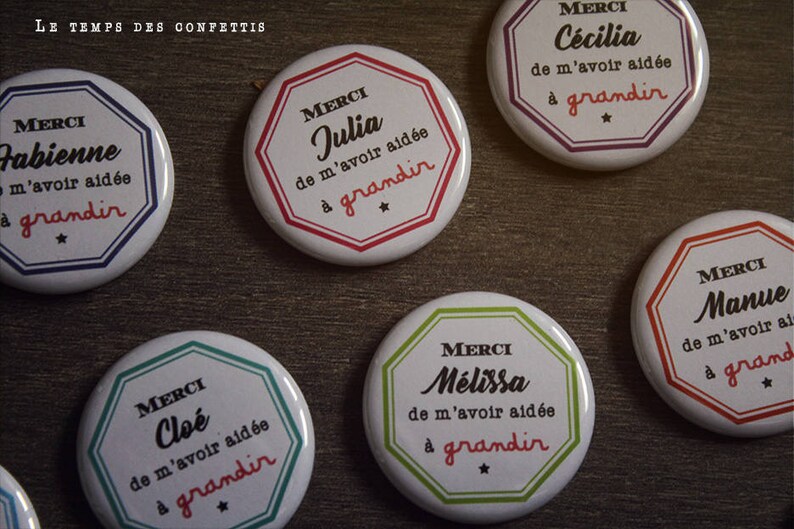 Le temps des confettis
Merci
Cécilia
de m'avoir aidée
à grandir
Merci
Julia
de m'avoir aidée
à grandir
Merci
Fabienne
de m'avoir aidée
à grandir
Merci
Manue
de m'avoir
à grandir
Merci
Mélissa
de m'avoir aidée
à grandir
Merci
Cloé
de m'avoir aidée
à grandir